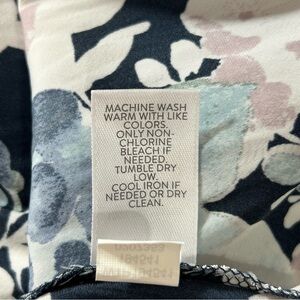 MACHINE WASH
WARM WITH LIKE
COLORS.
ONLY NON-
CHLORINE
BLEACH IF
NEEDED.
TUMBLE DRY
LOW.
COOL IRON IF
NEEDED OR DRY
CLEAN.